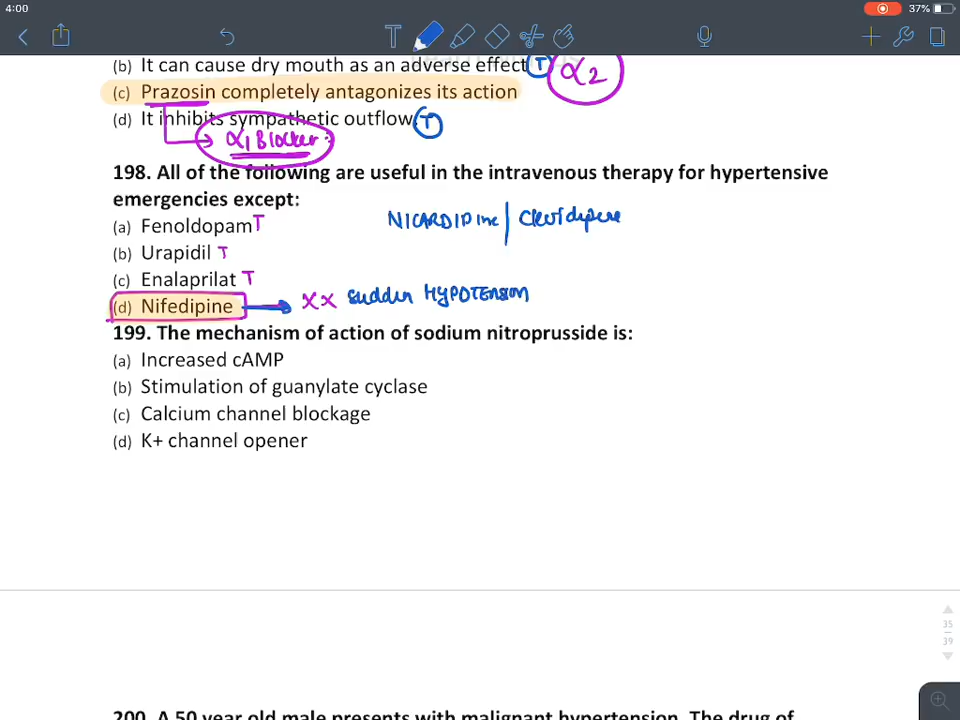 4:00
37%
T
(b) It can cause dry mouth as an adverse effect T α2
(c) Prazosin completely antagonizes its action
(d) It inhibits sympathetic outflow. T
α1 Blocker
198. All of the following are useful in the intravenous therapy for hypertensive
emergencies except:
NICARDIPINE | Clevidipine
(a) Fenoldopam T
(b) Urapidil T
(c) Enalaprilat T
(d) Nifedipine → XX sudden HYPOTENSION
199. The mechanism of action of sodium nitroprusside is:
(a) Increased cAMP
(b) Stimulation of guanylate cyclase
(c) Calcium channel blockage
(d) K+ channel opener
35
39
200. A 50 year old male presents with malignant hypertension. The drug of